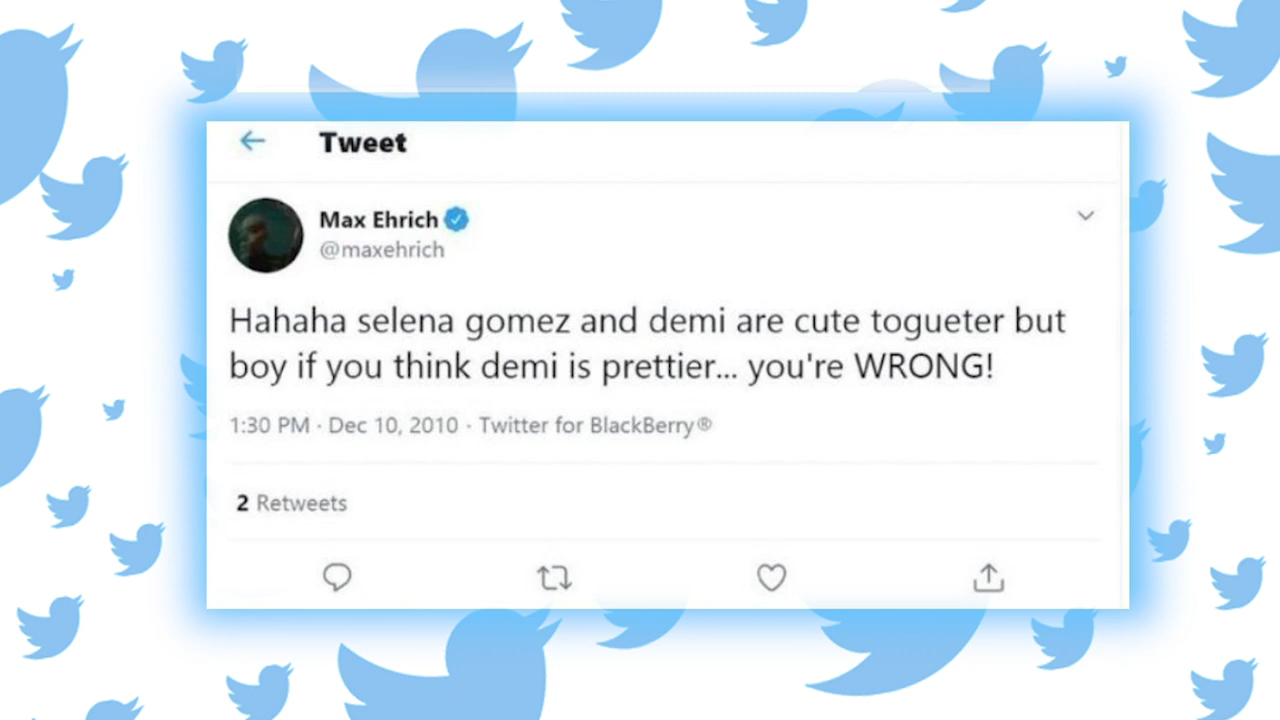 Tweet
Max Ehrich
@maxehrich
Hahaha selena gomez and demi are cute togueter but
boy if you think demi is prettier... you're WRONG!
1:30 PM · Dec 10, 2010 · Twitter for BlackBerry®
2 Retweets